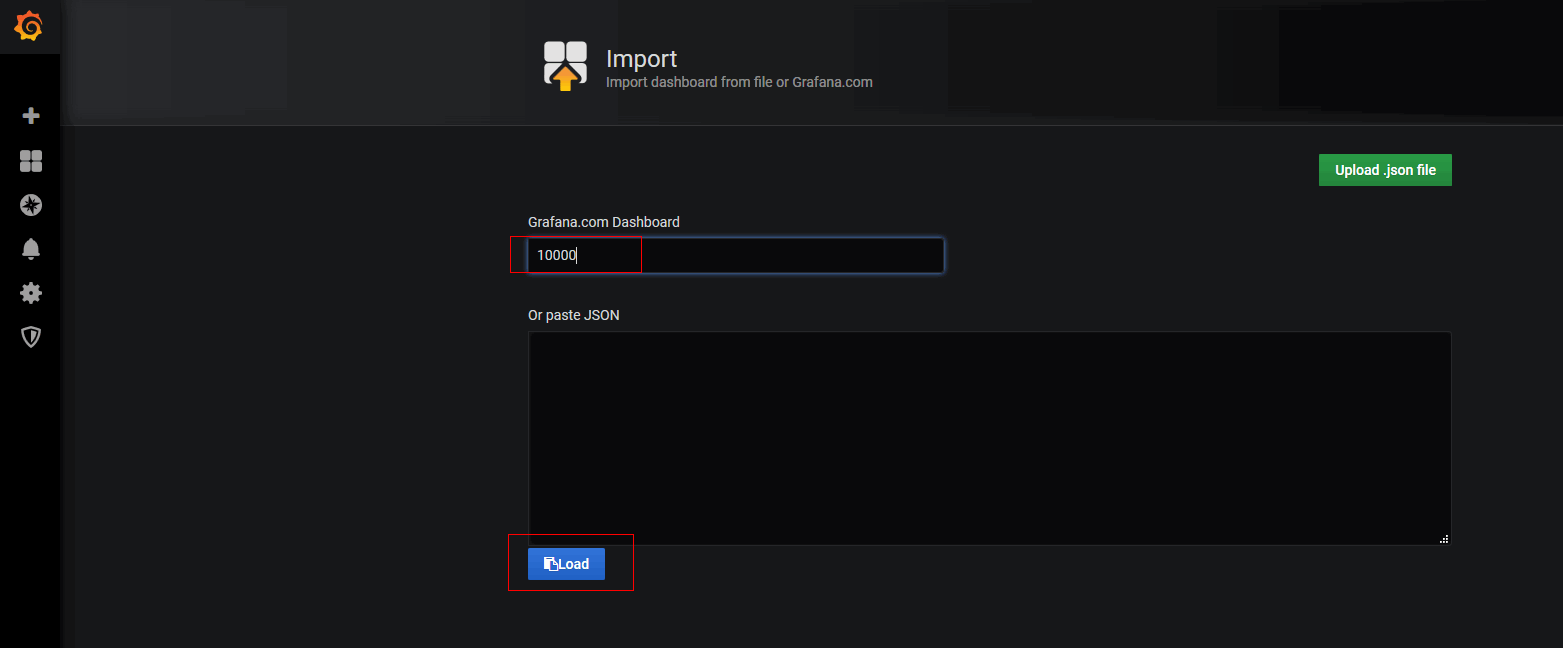 Import
Import dashboard from file or Grafana.com
Upload .json file
Grafana.com Dashboard
10000
Or paste JSON
Load